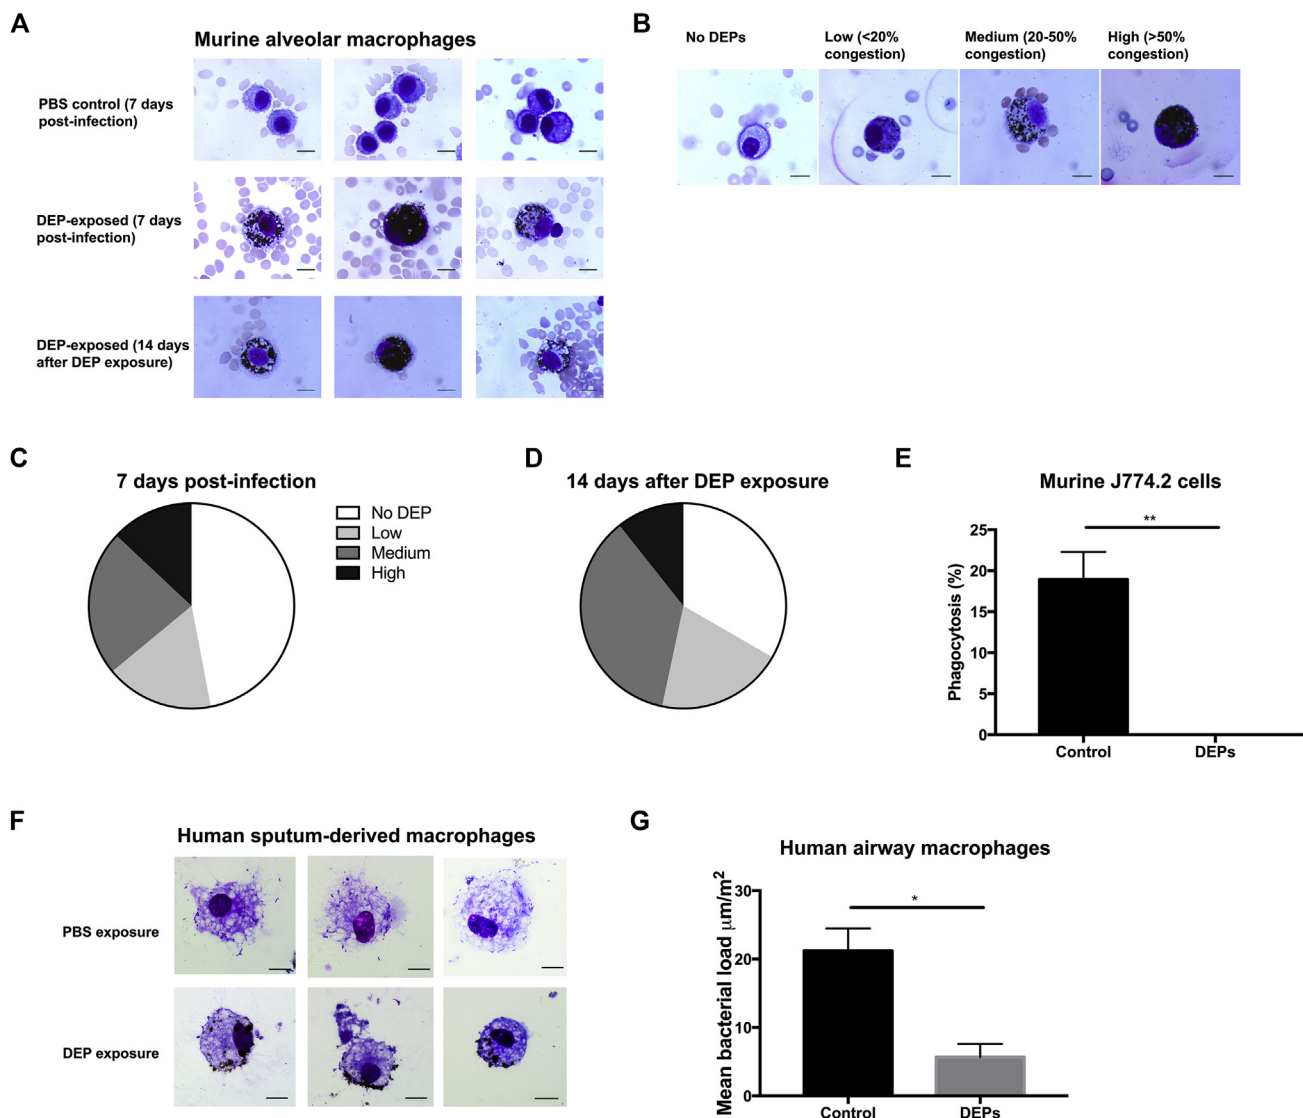 A
Murine alveolar macrophages
PBS control (7 days
post-infection)
DEP-exposed (7 days
post-infection)
DEP-exposed (14 days
after DEP exposure)
B
No DEPs
Low (<20%
congestion)
Medium (20-50%
congestion)
High (>50%
congestion)
C
7 days post-infection
No DEP
Low
Medium
High
D
14 days after DEP exposure
E
Murine J774.2 cells
**
Phagocytosis (%)
25
20
15
10
5
0
Control
DEPs
F
Human sputum-derived macrophages
PBS exposure
DEP exposure
G
Human airway macrophages
*
Mean bacterial load μm/m²
30
20
10
0
Control
DEPs